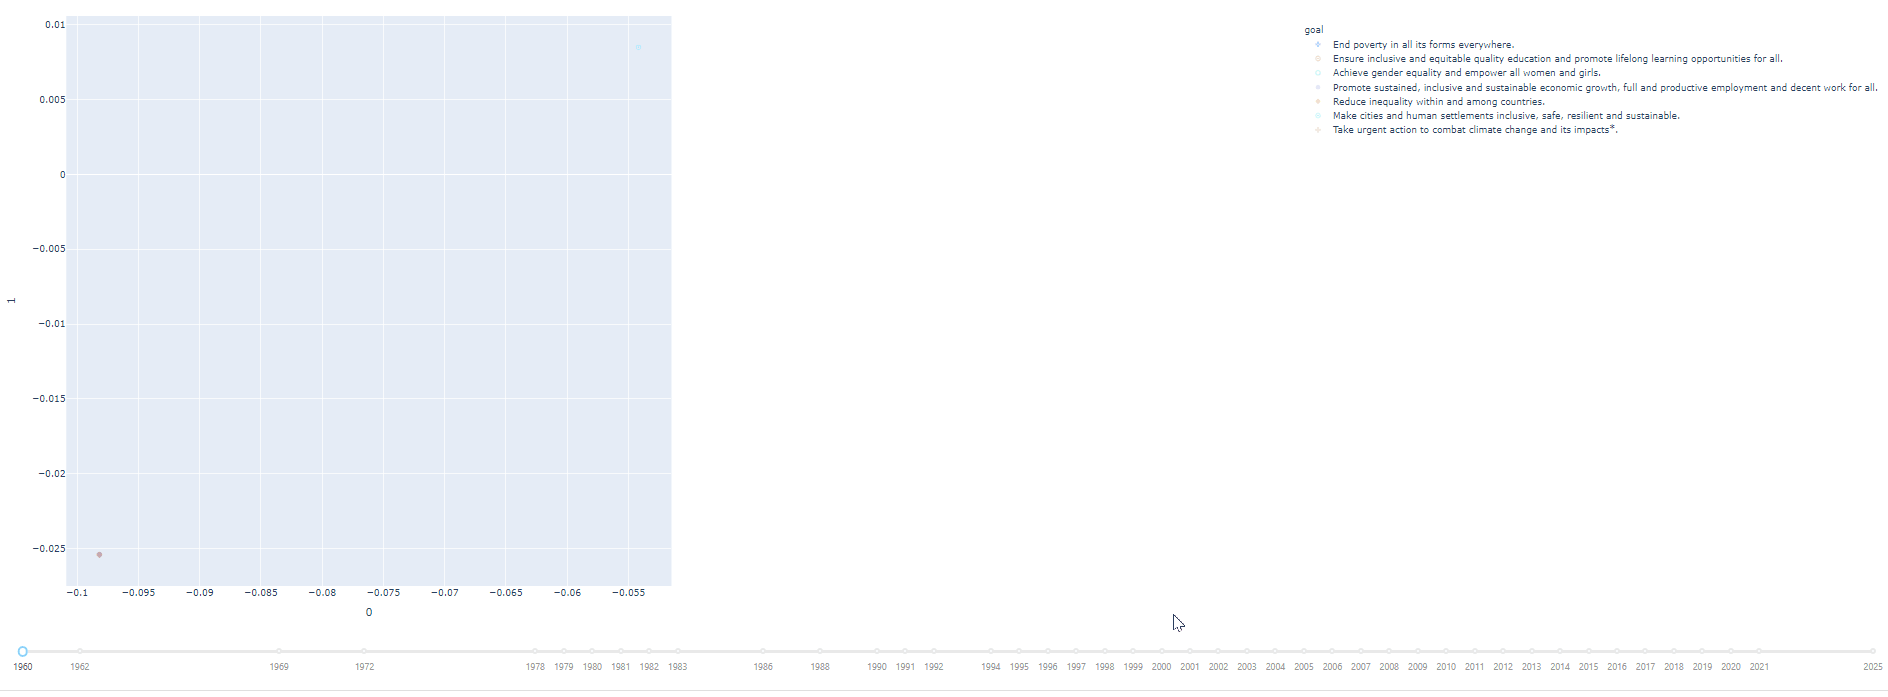 0.01
0.005
0
−0.005
−0.01
−0.015
−0.02
−0.025
1
−0.1 −0.095 −0.09 −0.085 −0.08 −0.075 −0.07 −0.065 −0.06 −0.055
0
goal
End poverty in all its forms everywhere.
Ensure inclusive and equitable quality education and promote lifelong learning opportunities for all.
Achieve gender equality and empower all women and girls.
Promote sustained, inclusive and sustainable economic growth, full and productive employment and decent work for all.
Reduce inequality within and among countries.
Make cities and human settlements inclusive, safe, resilient and sustainable.
Take urgent action to combat climate change and its impacts*.
1960 1962 1969 1972 1978 1979 1980 1981 1982 1983 1986 1988 1990 1991 1992 1994 1995 1996 1997 1998 1999 2000 2001 2002 2003 2004 2005 2006 2007 2008 2009 2010 2011 2012 2013 2014 2015 2016 2017 2018 2019 2020 2021 2025